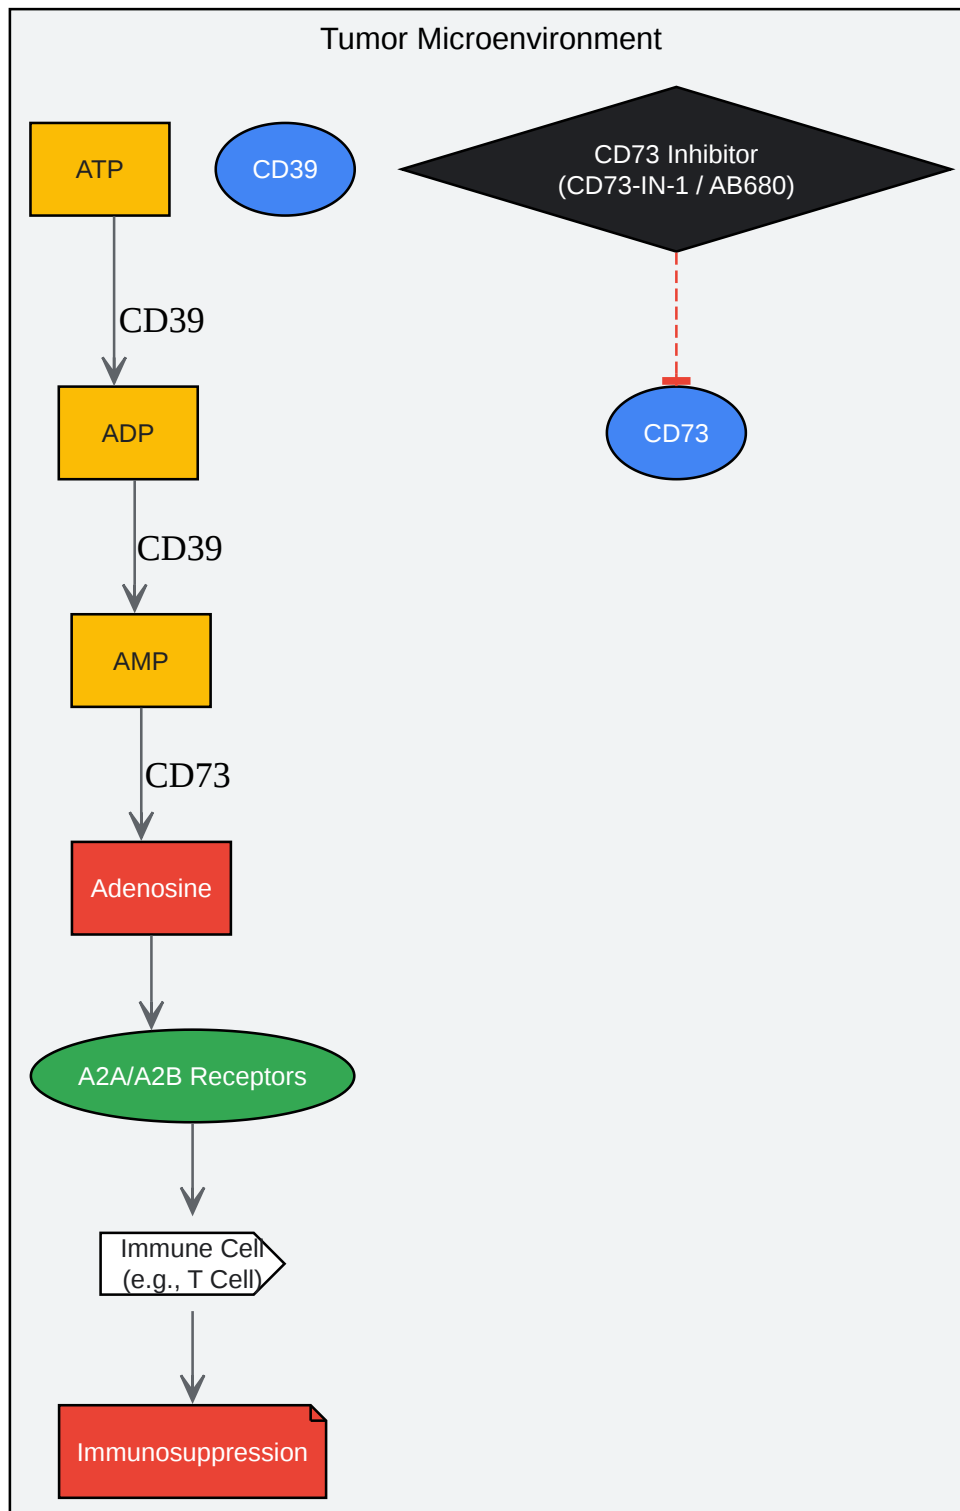 Tumor Microenvironment
ATP
CD39
CD73 Inhibitor
(CD73-IN-1 / AB680)
CD39
ADP
CD73
CD39
AMP
CD73
Adenosine
A2A/A2B Receptors
Immune Cell
(e.g., T Cell)
Immunosuppression